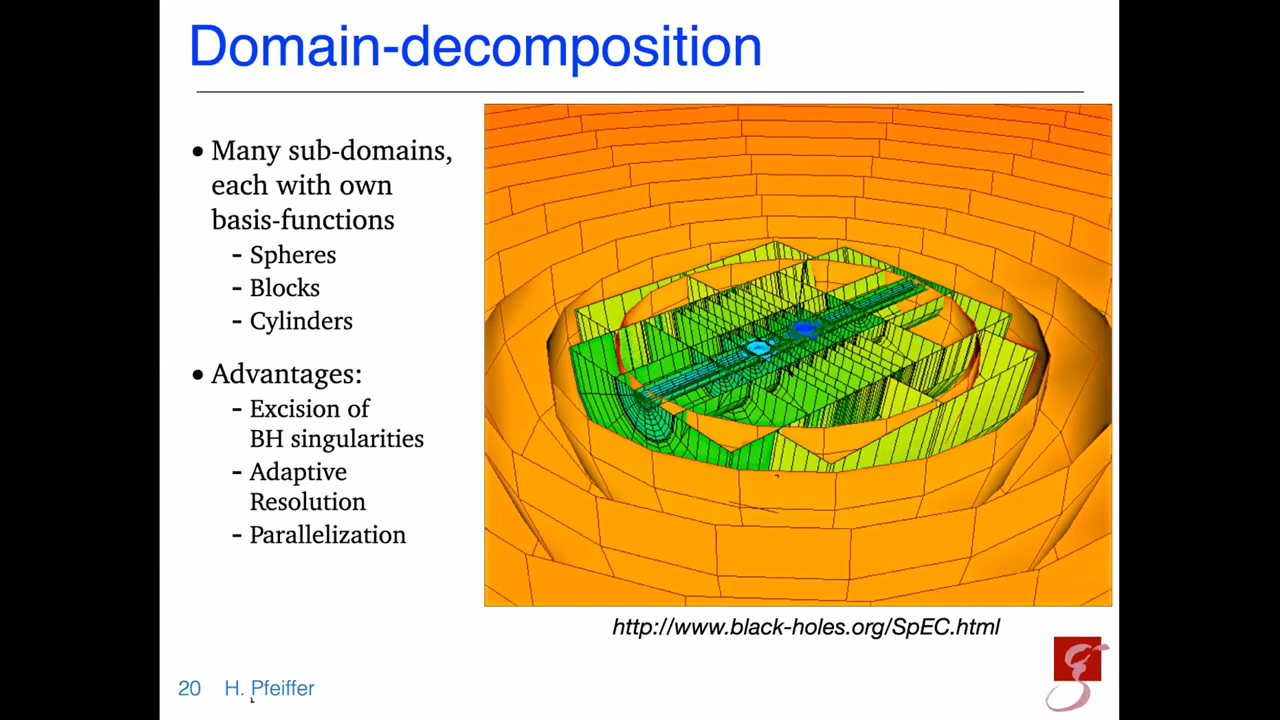 Domain-decomposition
• Many sub-domains,
each with own
basis-functions
- Spheres
- Blocks
- Cylinders
• Advantages:
- Excision of
BH singularities
- Adaptive
Resolution
- Parallelization
http://www.black-holes.org/SpEC.html
20 H. Pfeiffer